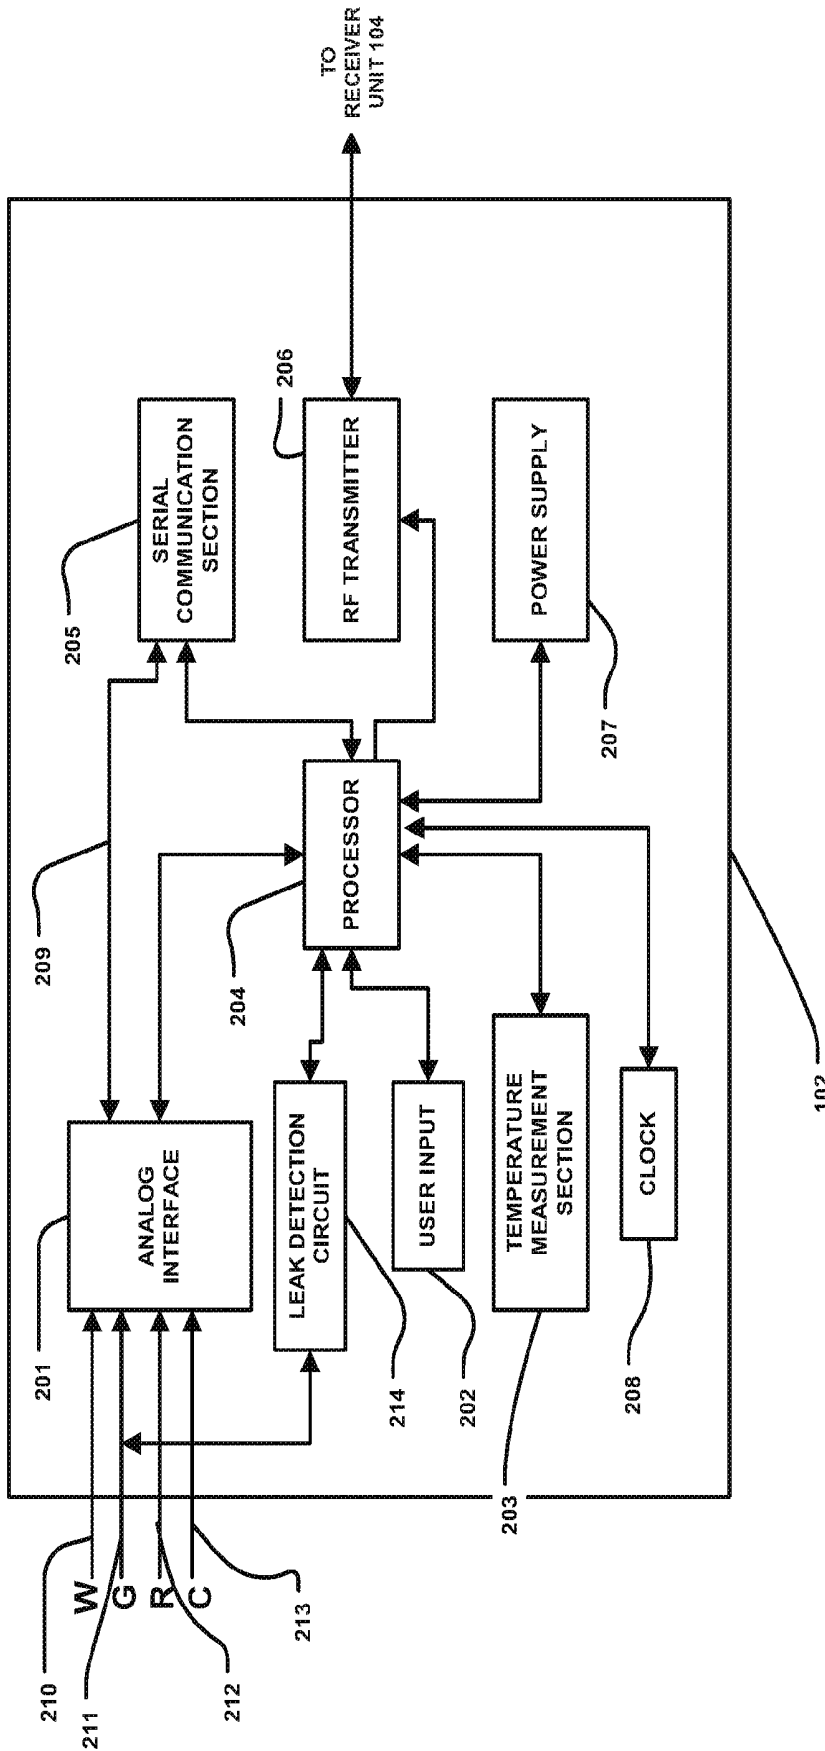 210
W
211
G
212
R
213
C
201
ANALOG
INTERFACE
209
205
SERIAL
COMMUNICATION
SECTION
204
PROCESSOR
206
RF TRANSMITTER
TO
RECEIVER
UNIT 104
LEAK DETECTION
CIRCUIT
214
USER INPUT
202
TEMPERATURE
MEASUREMENT
SECTION
203
POWER SUPPLY
207
CLOCK
208
102